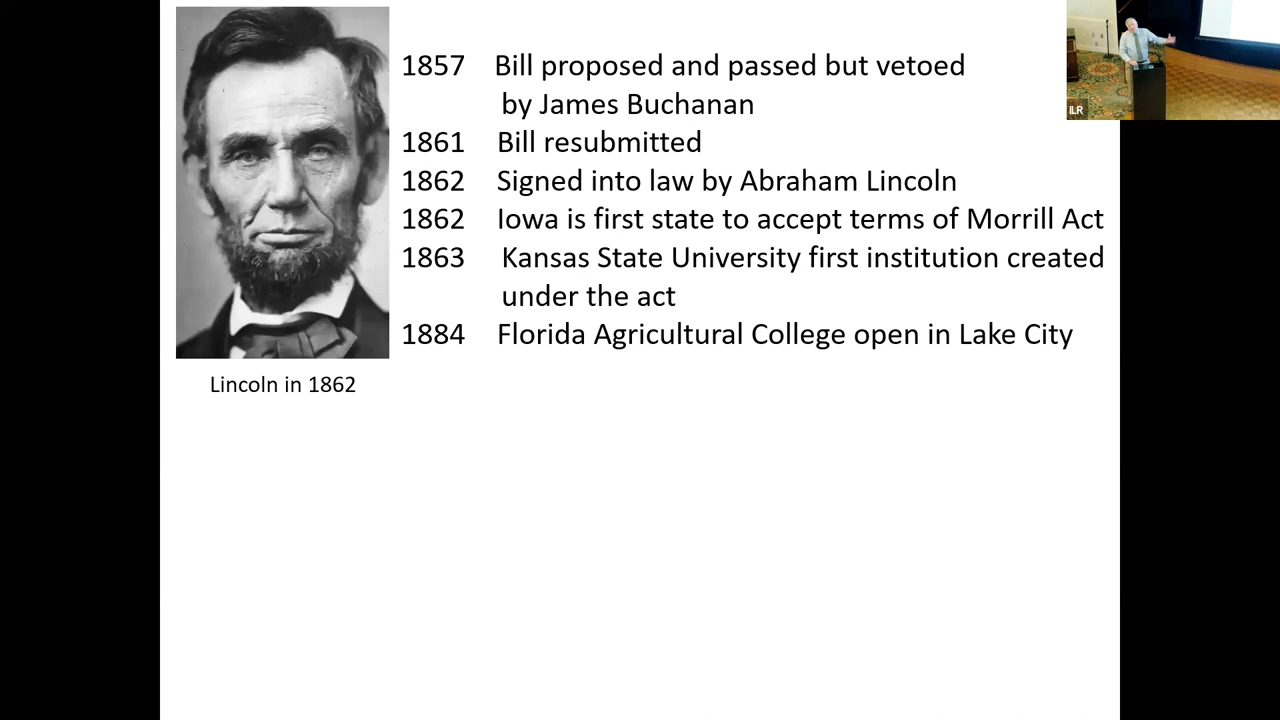 1857 Bill proposed and passed but vetoed
by James Buchanan
1861 Bill resubmitted
1862 Signed into law by Abraham Lincoln
1862 Iowa is first state to accept terms of Morrill Act
1863 Kansas State University first institution created
under the act
1884 Florida Agricultural College open in Lake City
Lincoln in 1862
ILR